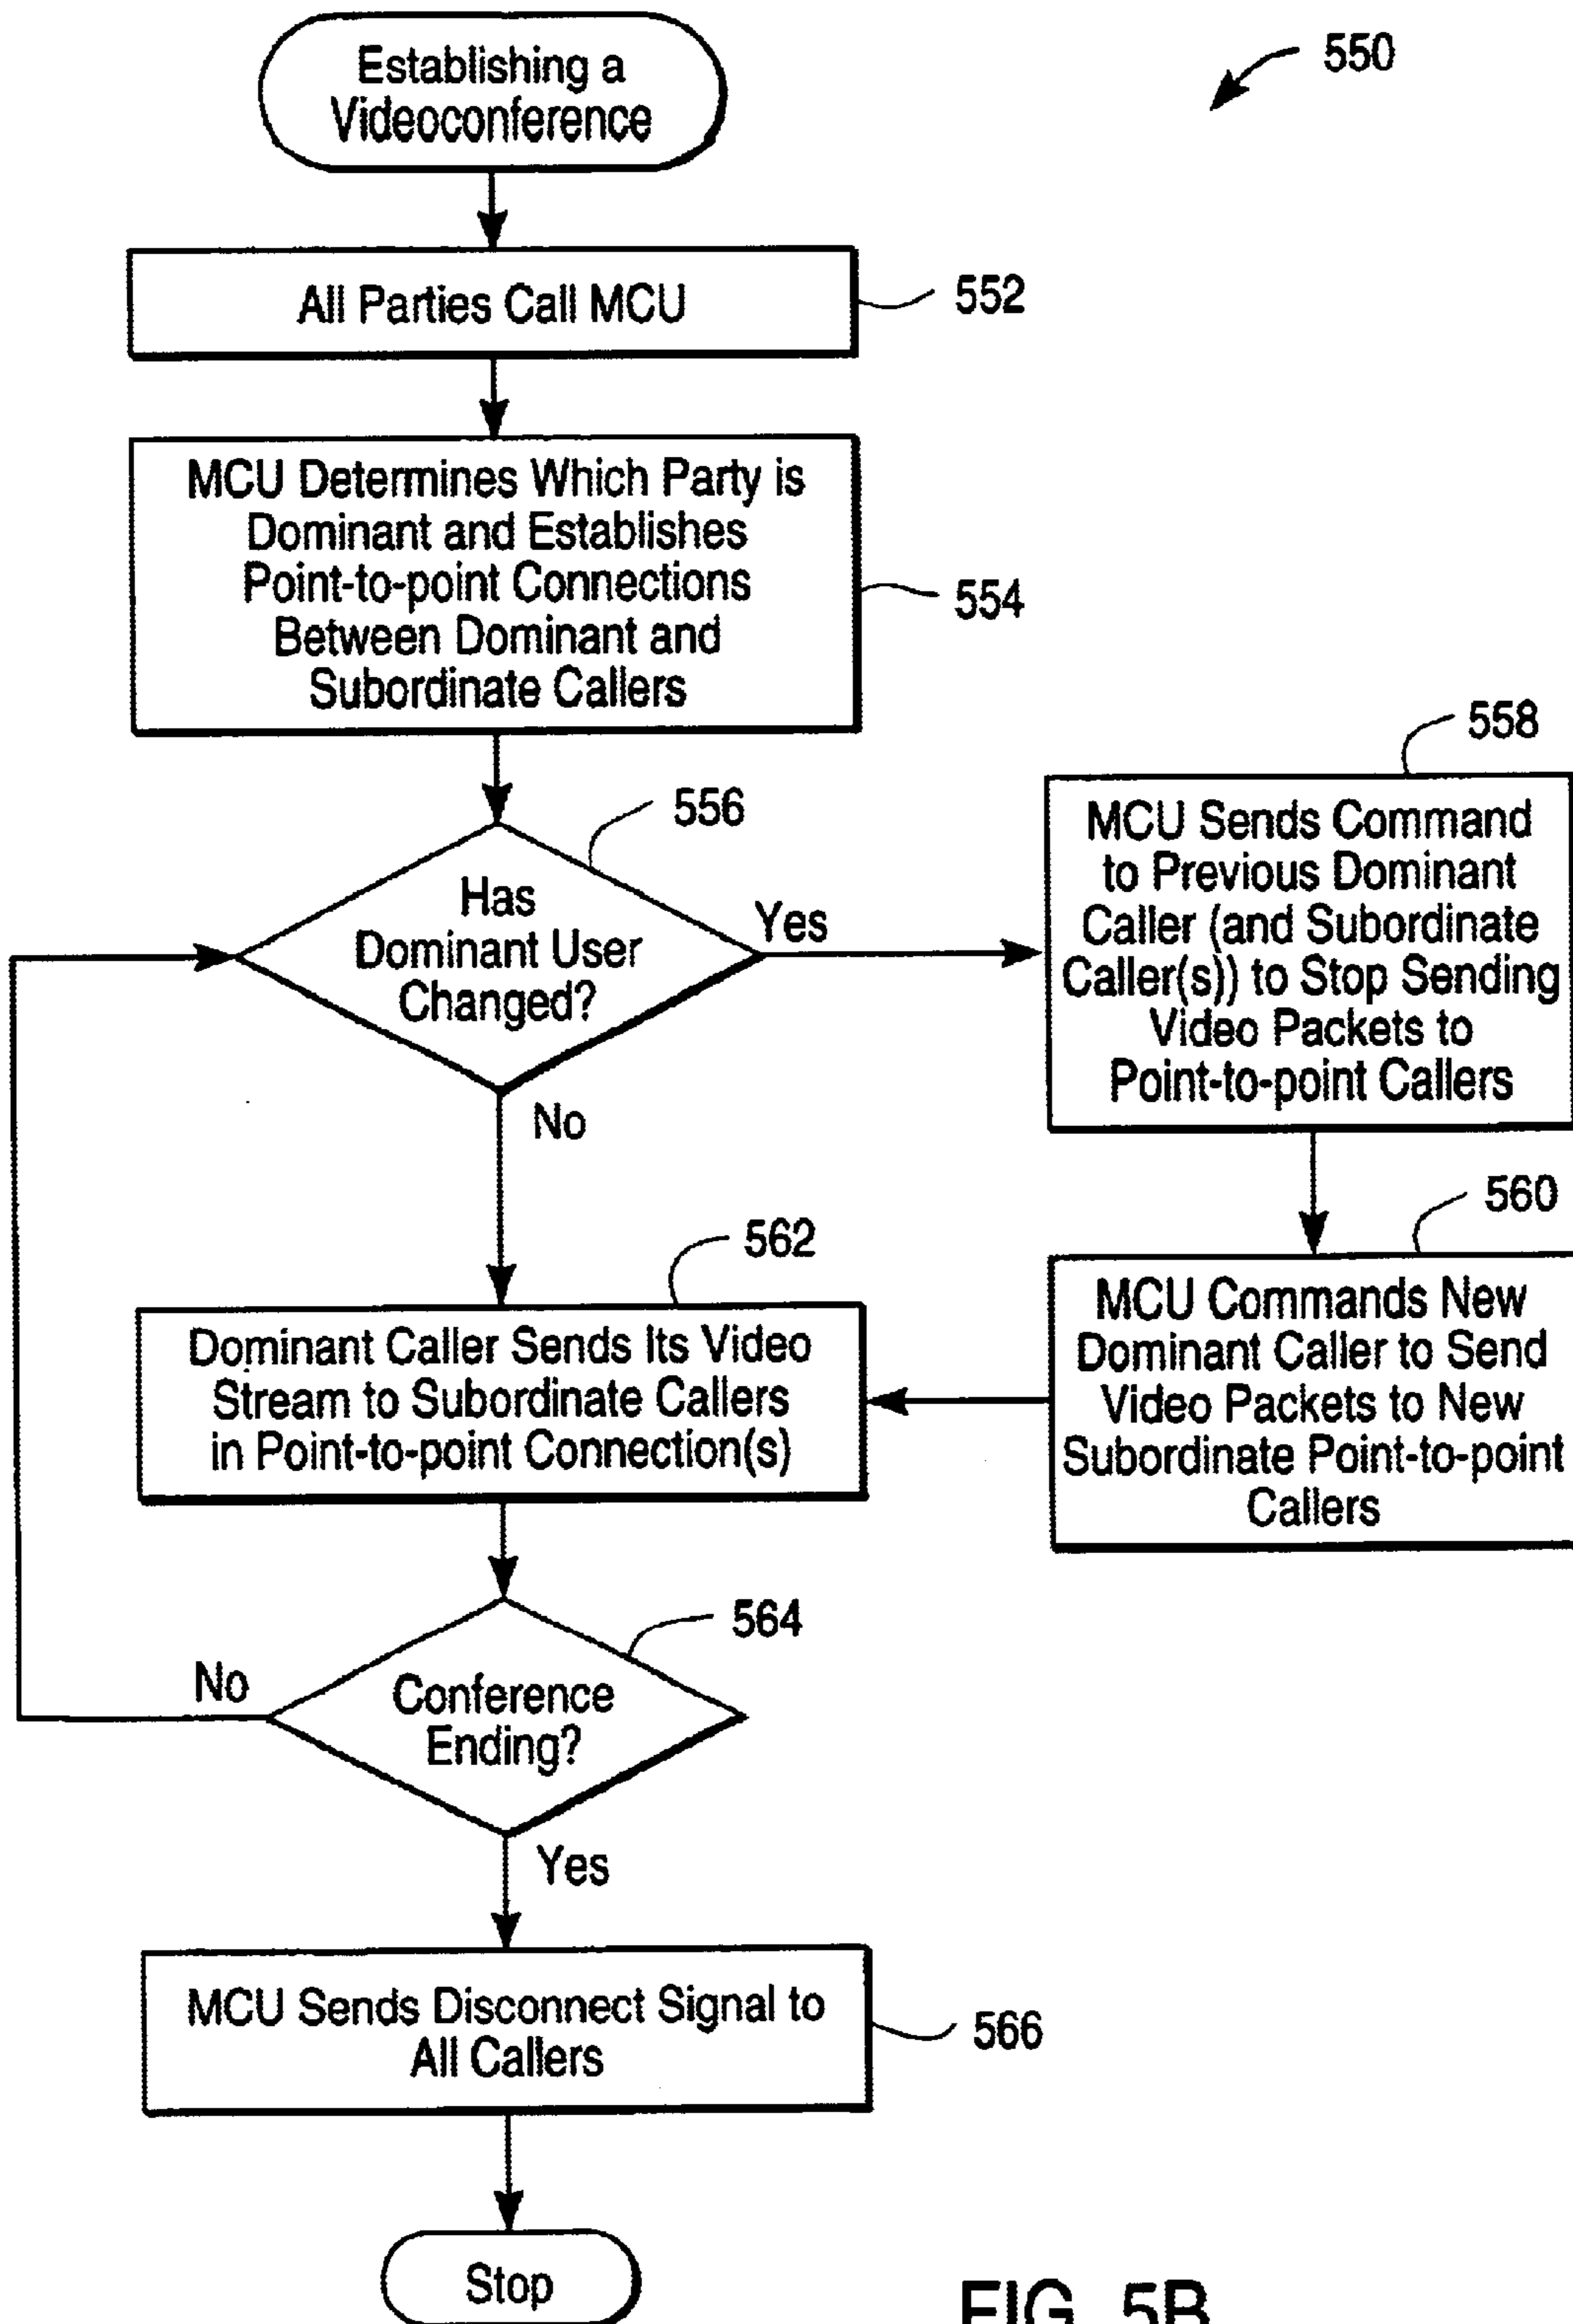 Establishing a
Videoconference
550
All Parties Call MCU
552
MCU Determines Which Party is
Dominant and Establishes
Point-to-point Connections
Between Dominant and
Subordinate Callers
554
556
Has
Dominant User
Changed?
Yes
No
558
MCU Sends Command
to Previous Dominant
Caller (and Subordinate
Caller(s)) to Stop Sending
Video Packets to
Point-to-point Callers
560
MCU Commands New
Dominant Caller to Send
Video Packets to New
Subordinate Point-to-point
Callers
562
Dominant Caller Sends Its Video
Stream to Subordinate Callers
in Point-to-point Connection(s)
564
Conference
Ending?
No
Yes
MCU Sends Disconnect Signal to
All Callers
566
Stop
FIG. 5B